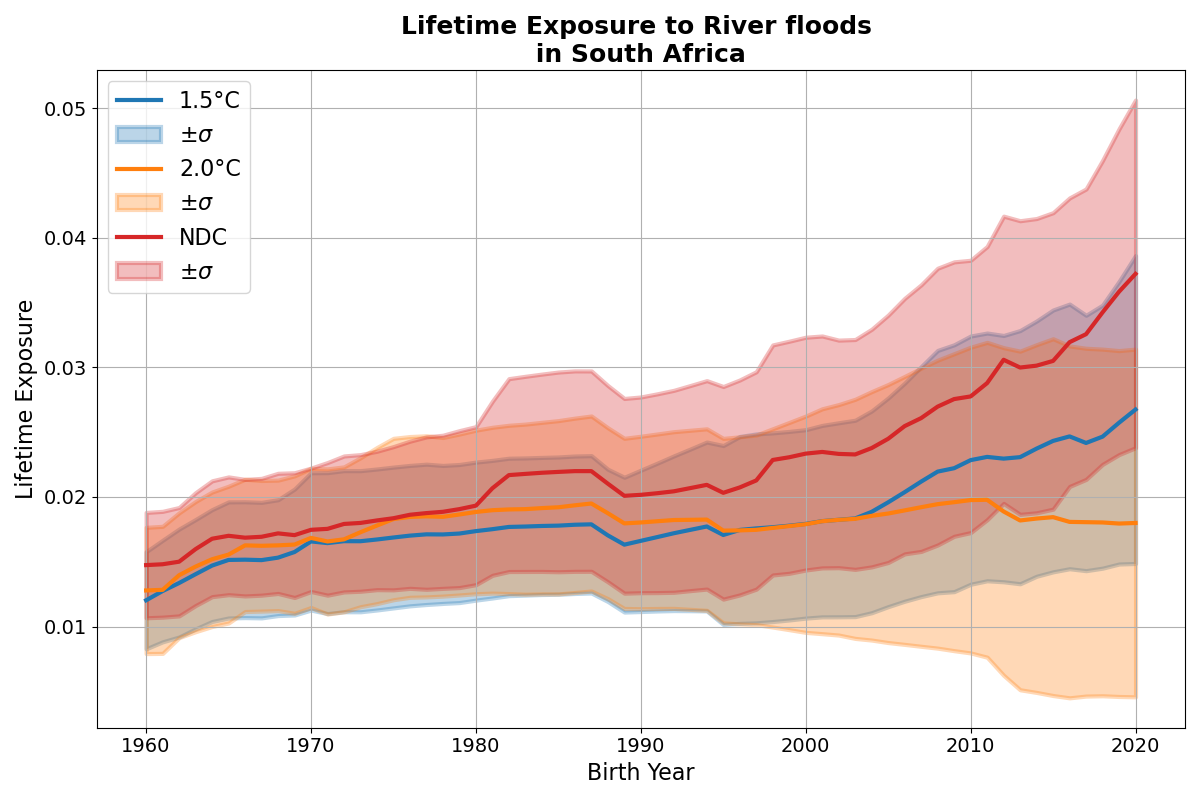 Lifetime Exposure to River floods
in South Africa
1.5°C
±σ
2.0°C
±σ
NDC
±σ
Lifetime Exposure
0.05
0.04
0.03
0.02
0.01
1960 1970 1980 1990 2000 2010 2020
Birth Year